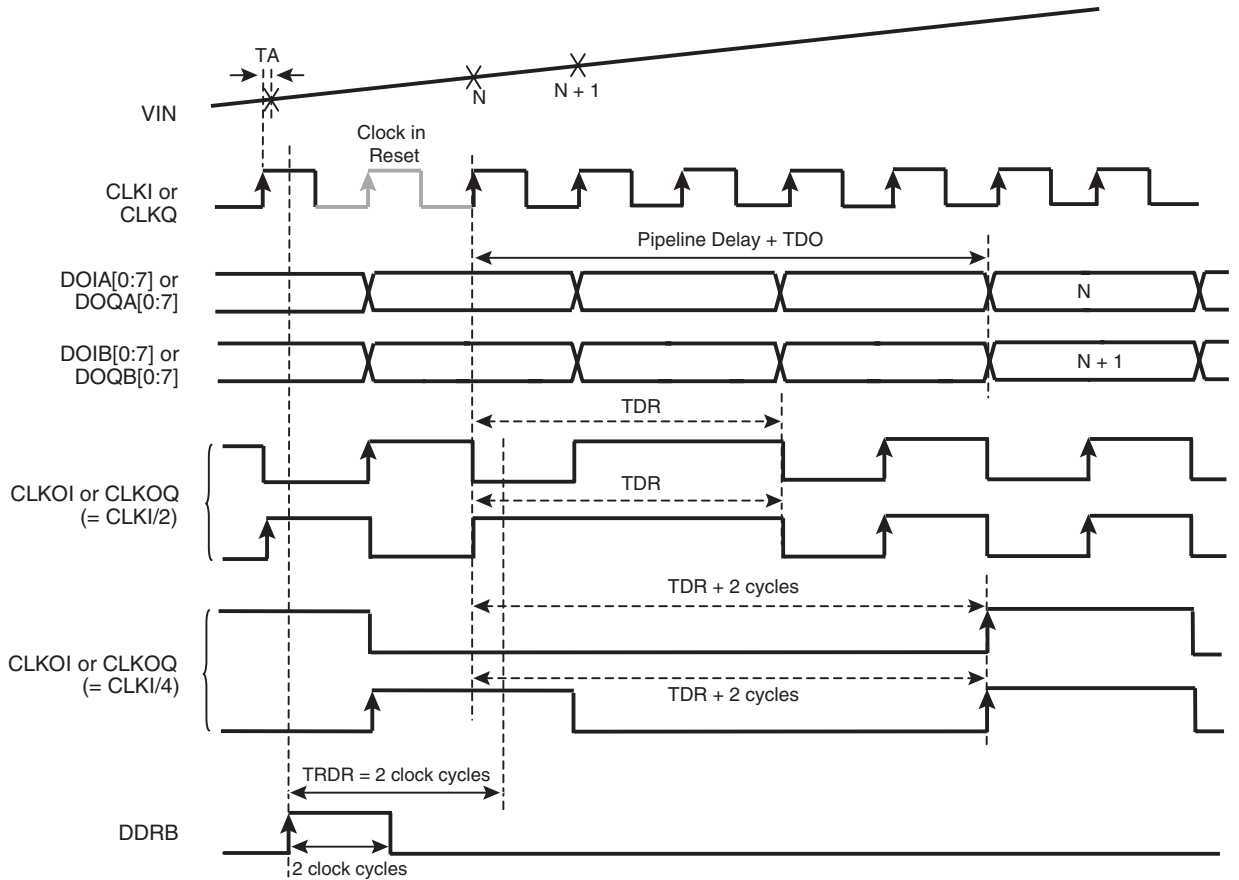 TA
N
N + 1
VIN
Clock in
Reset
CLKI or
CLKQ
Pipeline Delay + TDO
DOIA[0:7] or
DOQA[0:7]
N
DOIB[0:7] or
DOQB[0:7]
N + 1
TDR
CLKOI or CLKOQ
(= CLKI/2)
TDR
TDR + 2 cycles
CLKOI or CLKOQ
(= CLKI/4)
TDR + 2 cycles
TRDR = 2 clock cycles
DDRB
2 clock cycles